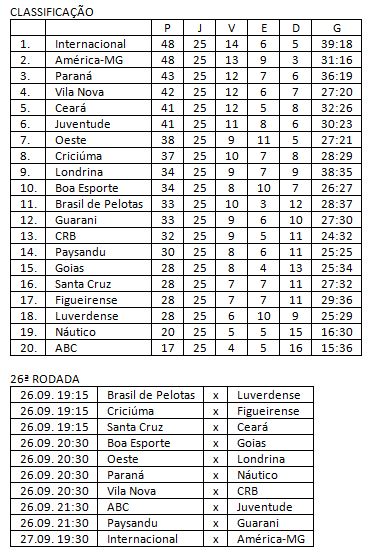 CLASSIFICAÇÃO
P J V E D G
1. Internacional 48 25 14 6 5 39:18
2. América-MG 48 25 13 9 3 31:16
3. Paraná 43 25 12 7 6 36:19
4. Vila Nova 42 25 12 6 7 27:20
5. Ceará 41 25 12 5 8 32:26
6. Juventude 41 25 11 8 6 30:23
7. Oeste 38 25 9 11 5 27:21
8. Criciúma 37 25 10 7 8 28:29
9. Londrina 34 25 9 7 9 38:35
10. Boa Esporte 34 25 8 10 7 26:27
11. Brasil de Pelotas 33 25 10 3 12 28:37
12. Guarani 33 25 9 6 10 27:30
13. CRB 32 25 9 5 11 24:32
14. Paysandu 30 25 8 6 11 25:25
15. Goias 28 25 8 4 13 25:34
16. Santa Cruz 28 25 7 7 11 27:32
17. Figueirense 28 25 7 7 11 29:36
18. Luverdense 28 25 6 10 9 25:29
19. Náutico 20 25 5 5 15 16:30
20. ABC 17 25 4 5 16 15:36
26ª RODADA
26.09. 19:15 Brasil de Pelotas x Luverdense
26.09. 19:15 Criciúma x Figueirense
26.09. 19:15 Santa Cruz x Ceará
26.09. 20:30 Boa Esporte x Goias
26.09. 20:30 Oeste x Londrina
26.09. 20:30 Paraná x Náutico
26.09. 20:30 Vila Nova x CRB
26.09. 21:30 ABC x Juventude
26.09. 21:30 Paysandu x Guarani
27.09. 19:30 Internacional x América-MG